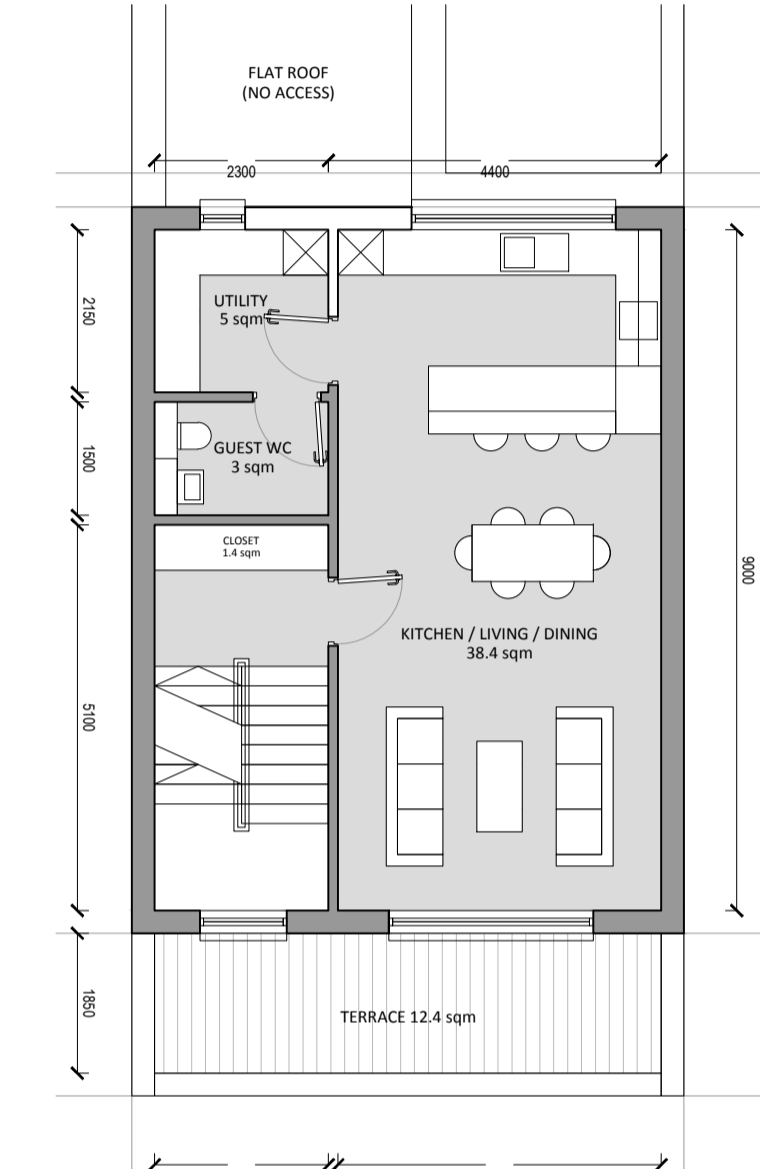 FLAT ROOF
(NO ACCESS)
2300
4400
UTILITY
5 sqm
2150
GUEST WC
3 sqm
1500
CLOSET
1.4 sqm
9000
KITCHEN / LIVING / DINING
38.4 sqm
5100
TERRACE 12.4 sqm
1850